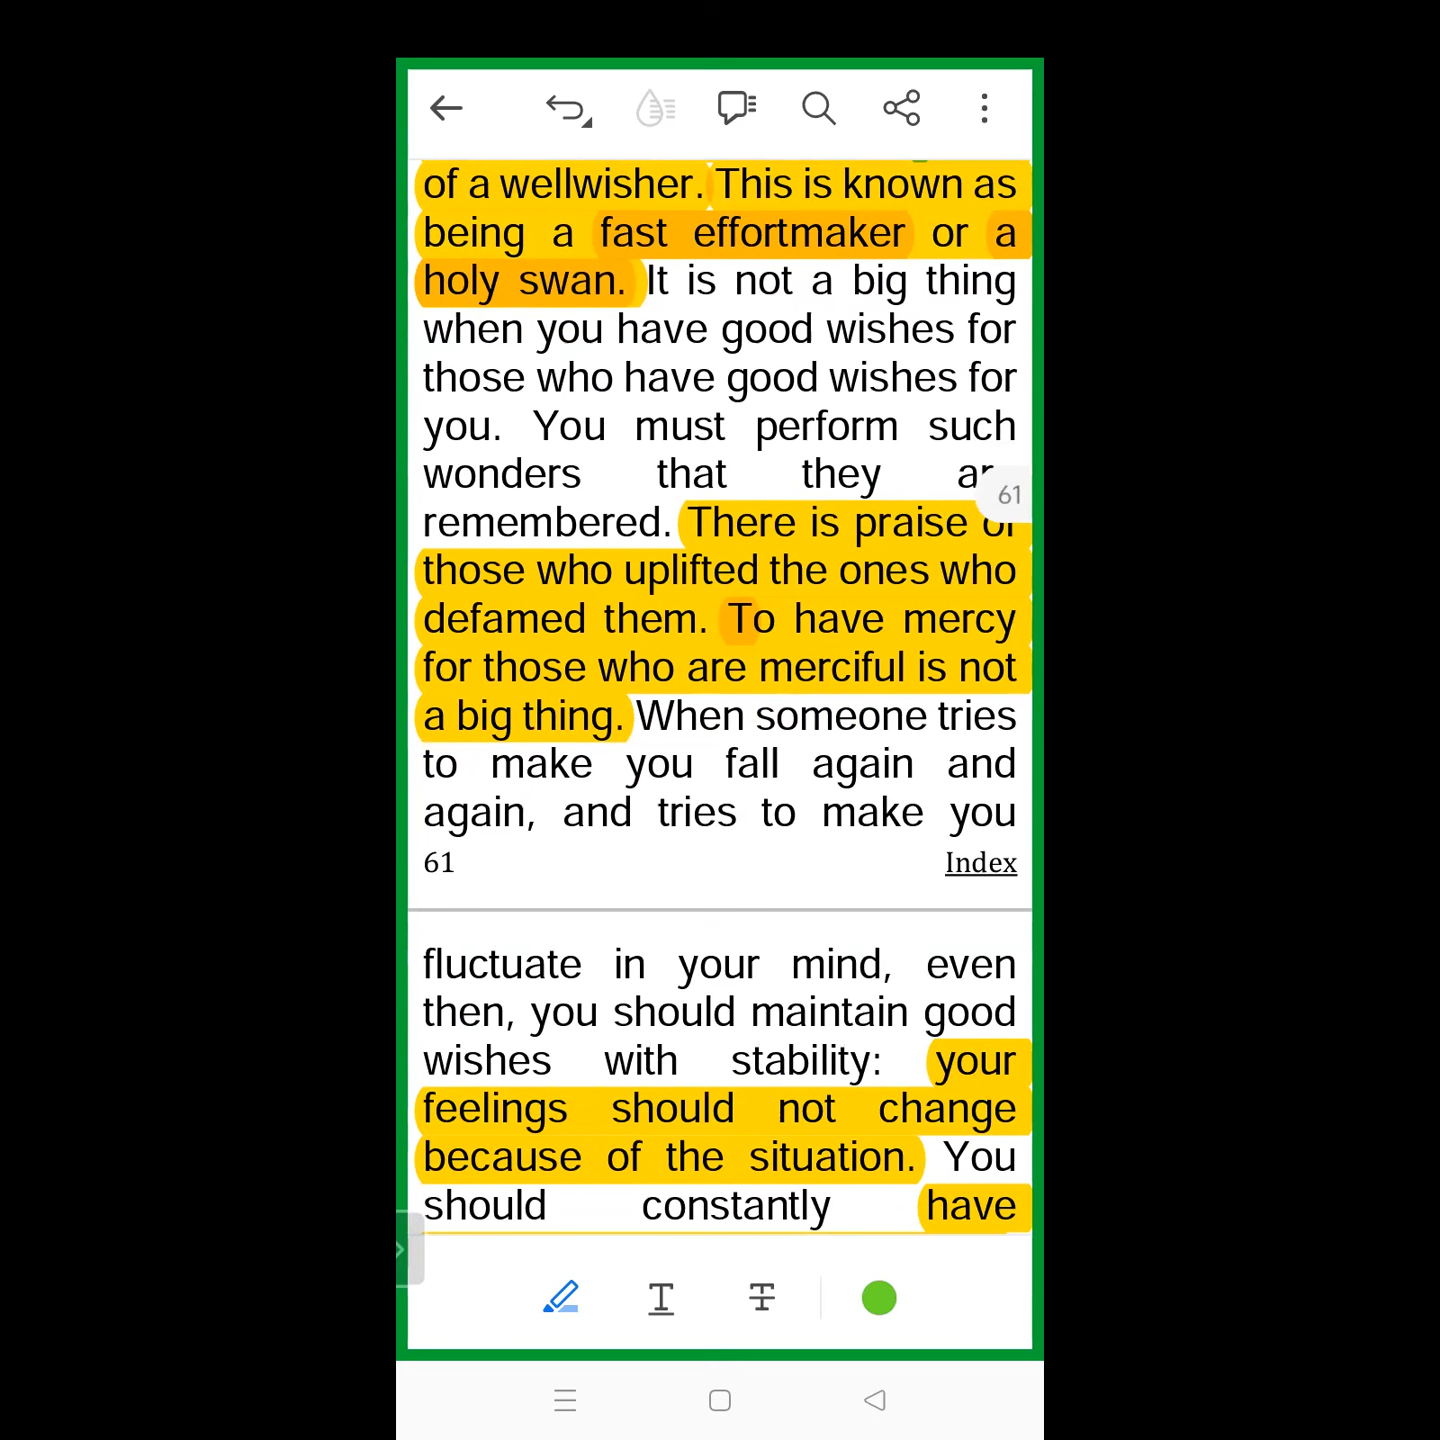 of a wellwisher. This is known as
being a fast effortmaker or a
holy swan. It is not a big thing
when you have good wishes for
those who have good wishes for
you. You must perform such
wonders that they
61
remembered. There is praise of
those who uplifted the ones who
defamed them. To have mercy
for those who are merciful is not
a big thing. When someone tries
to make you fall again and
again, and tries to make you
61 Index
fluctuate in your mind, even
then, you should maintain good
wishes with stability: your
feelings should not change
because of the situation. You
should constantly have